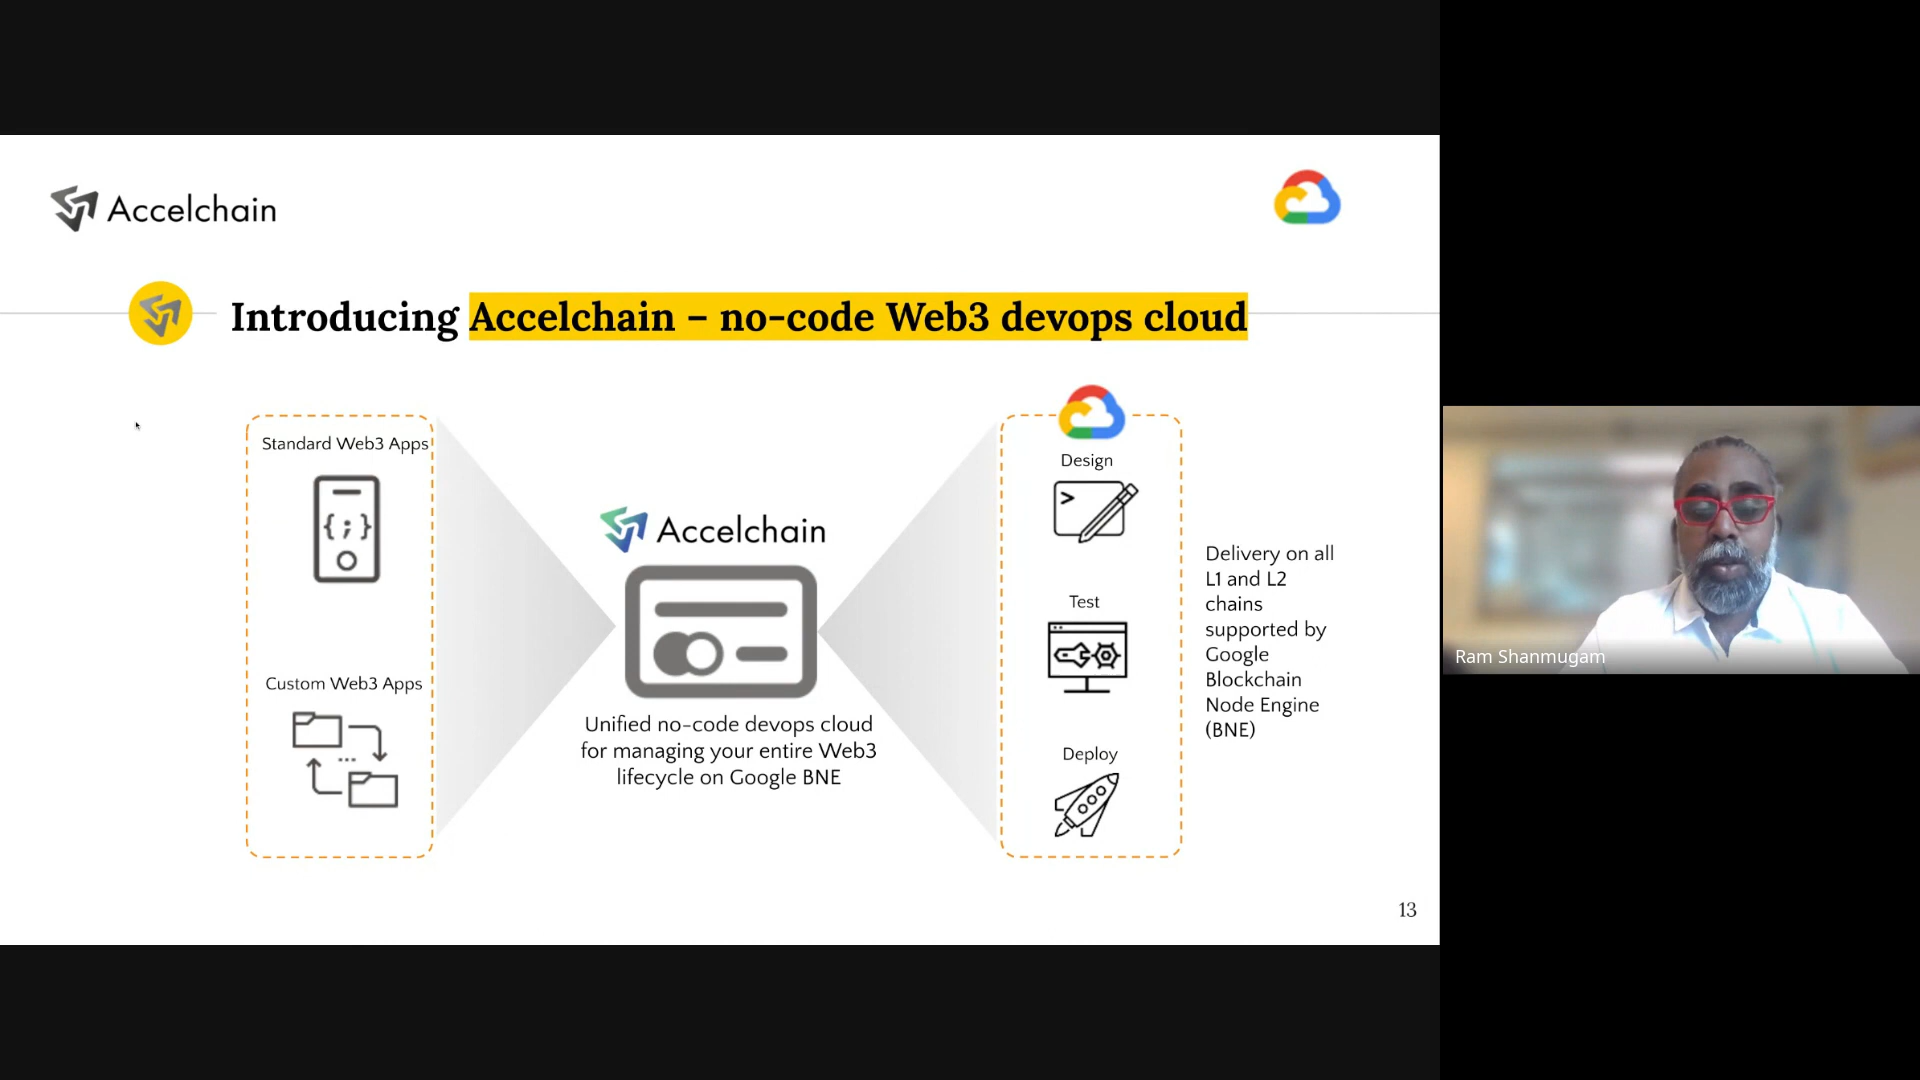 Accelchain
Introducing Accelchain – no-code Web3 devops cloud
Standard Web3 Apps
{;}
Custom Web3 Apps
...
Accelchain
Unified no-code devops cloud
for managing your entire Web3
lifecycle on Google BNE
Design
>
Test
Deploy
Delivery on all
L1 and L2
chains
supported by
Google
Blockchain
Node Engine
(BNE)
13
Ram Shanmugam